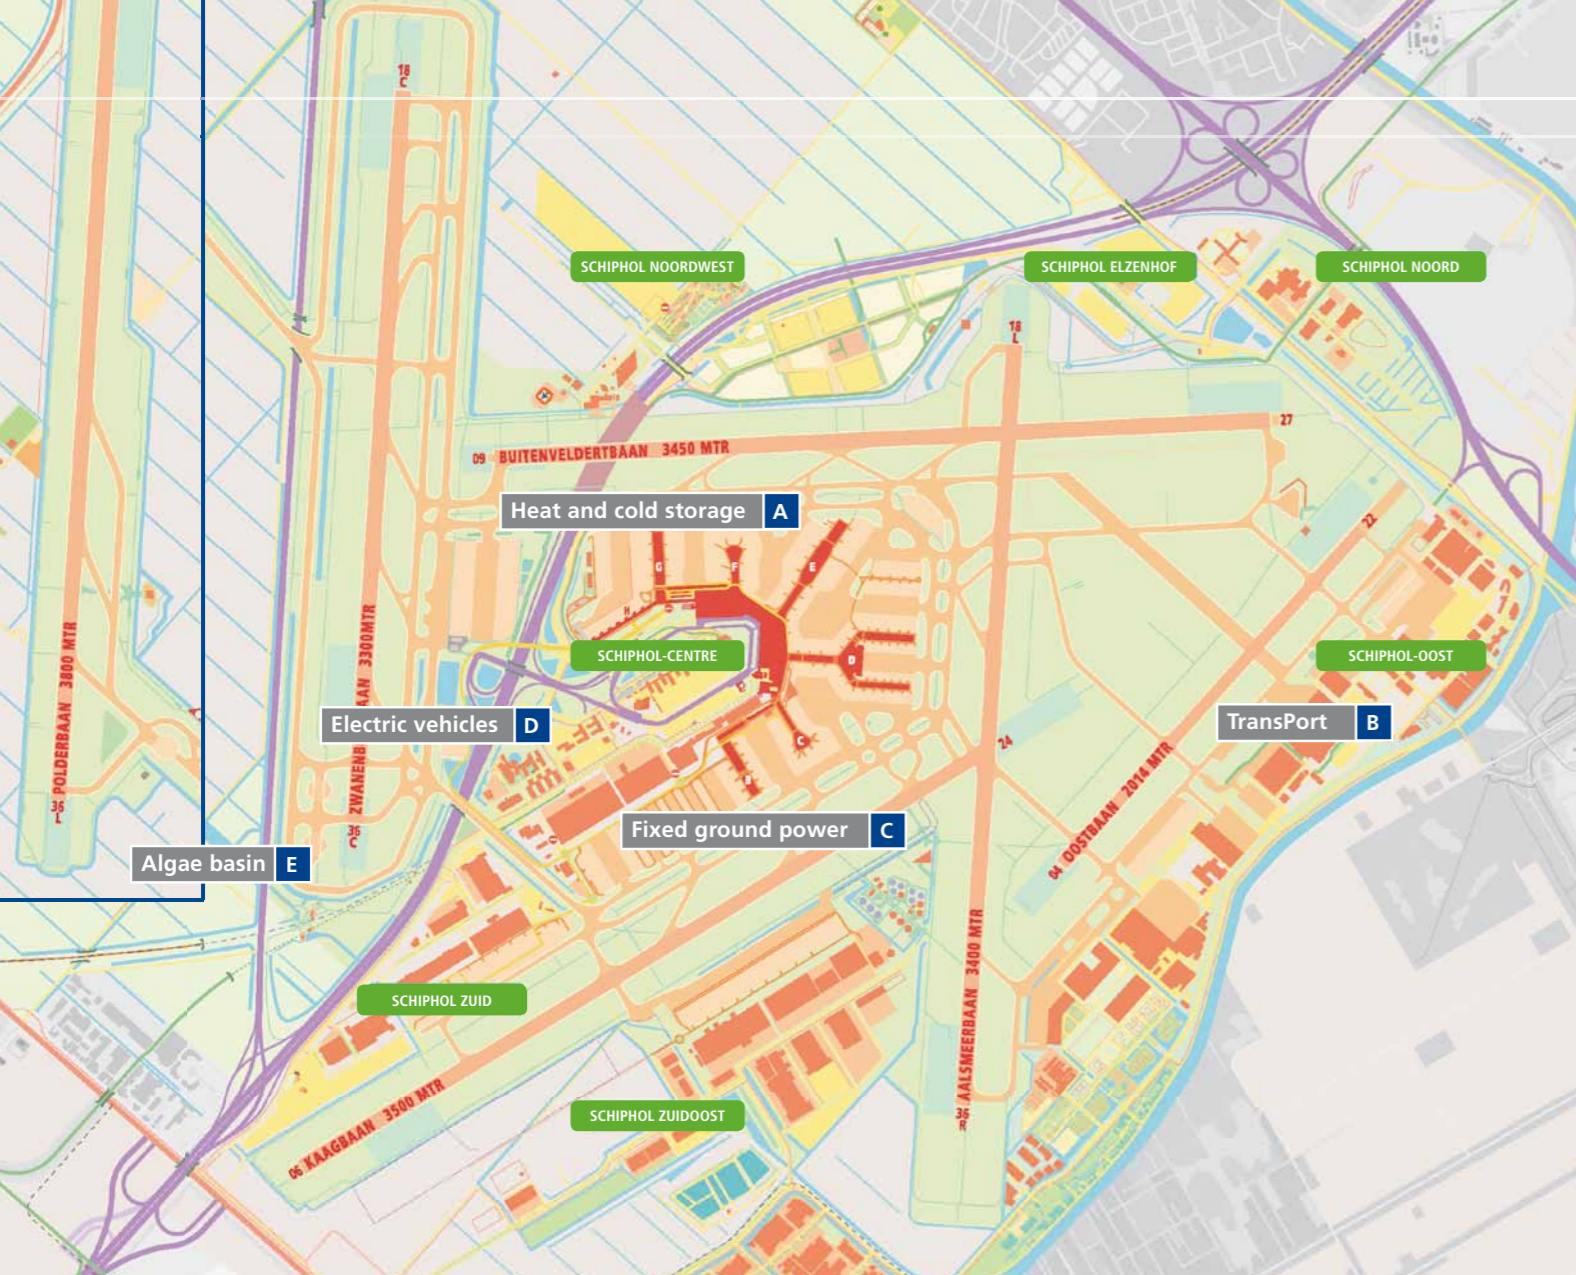 18
C
SCHIPHOL NOORDWEST
SCHIPHOL ELZENHOF
SCHIPHOL NOORD
18
L
27
09 BUITENVELDERTBAAN 3450 MTR
Heat and cold storage A
22
G
F
E
H
SCHIPHOL-CENTRE
D
SCHIPHOL-OOST
POLDERBAAN 3800 MTR
36
L
ZWANENB AAN 3300MTR
36
C
Electric vehicles D
TransPort B
C
B
24
04 OOSTBAAN 2014 MTR
Fixed ground power C
Algae basin E
SCHIPHOL ZUID
AALSMEERBAAN 3400 MTR
36
R
06 KAAGBAAN 3500 MTR
SCHIPHOL ZUIDOOST